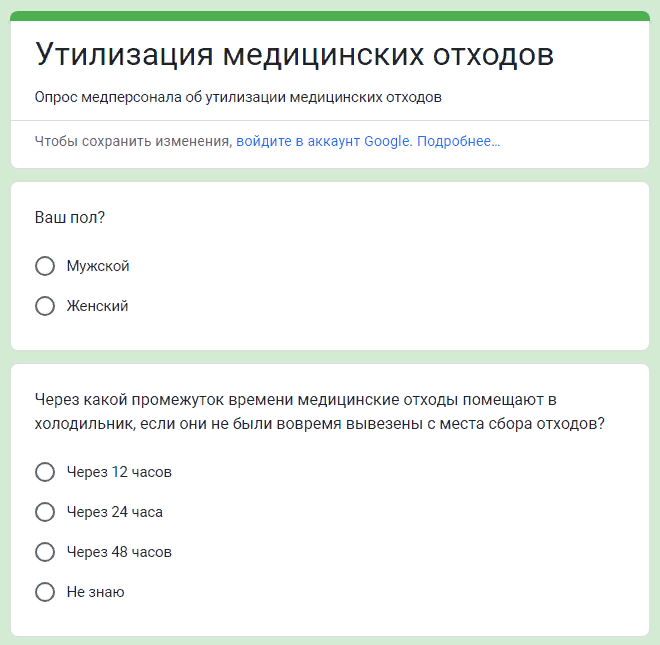 Утилизация медицинских отходов
Опрос медперсонала об утилизации медицинских отходов
Чтобы сохранить изменения, войдите в аккаунт Google. Подробнее…
Ваш пол?
Мужской
Женский
Через какой промежуток времени медицинские отходы помещают в
холодильник, если они не были вовремя вывезены с места сбора отходов?
Через 12 часов
Через 24 часа
Через 48 часов
Не знаю